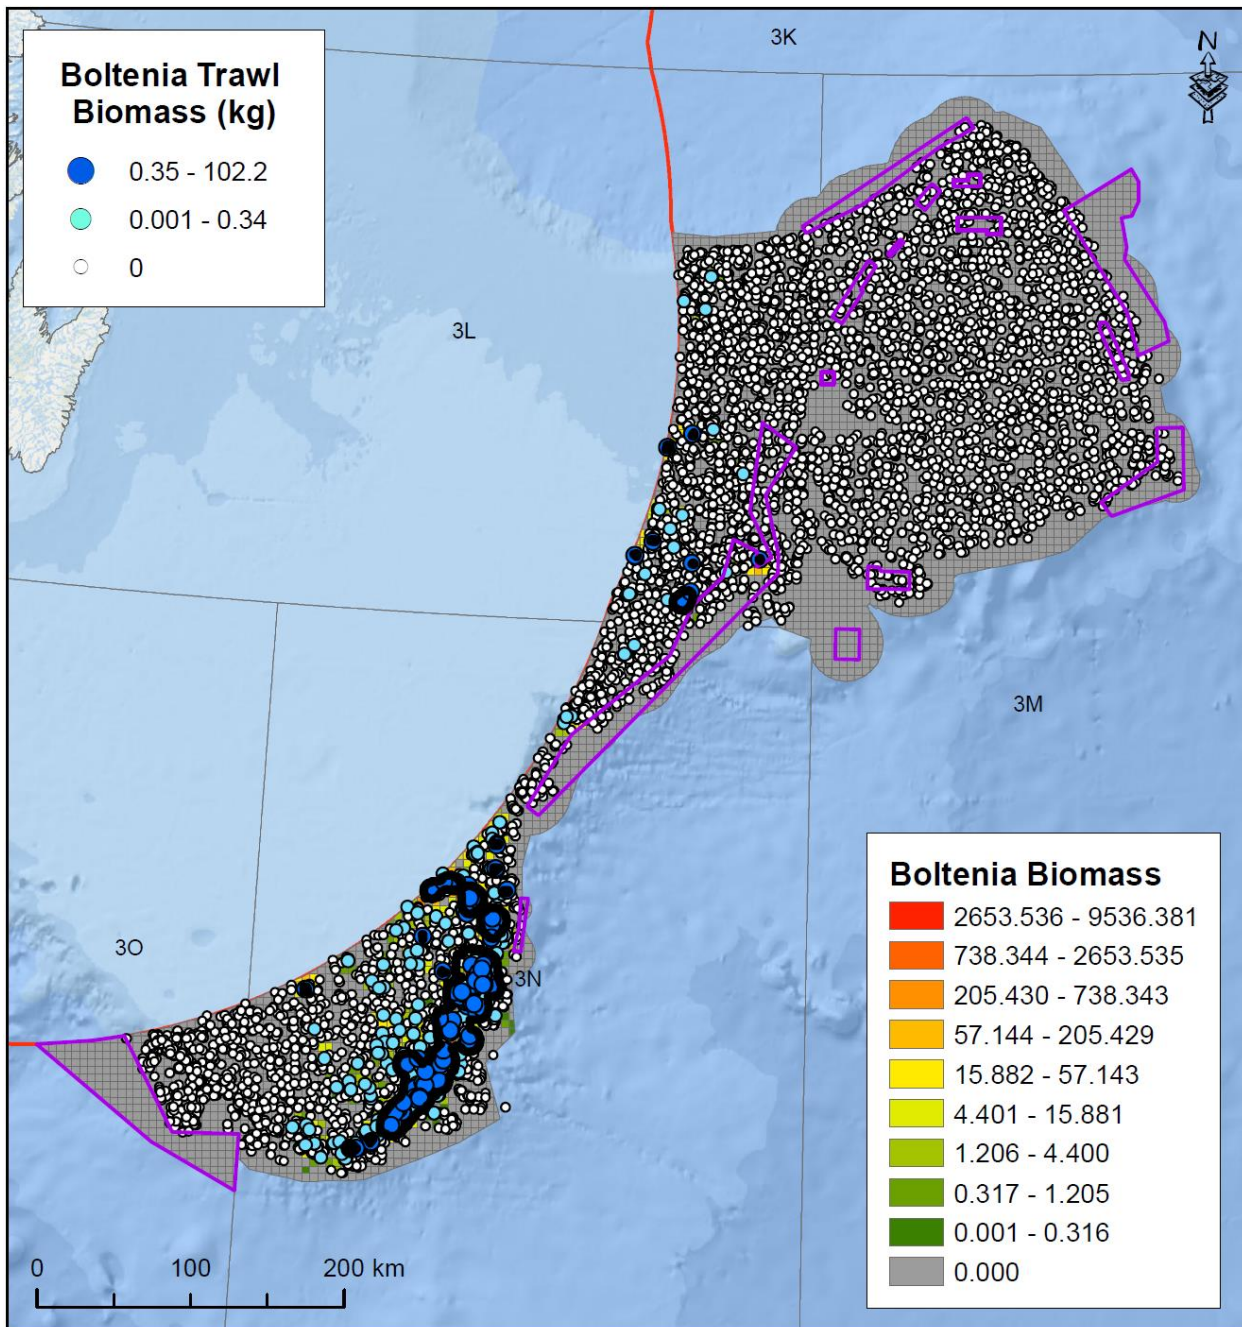 Boltenia Trawl
Biomass (kg)
0.35 - 102.2
0.001 - 0.34
0
3K
N
3L
3M
3O
3N
Boltenia Biomass
2653.536 - 9536.381
738.344 - 2653.535
205.430 - 738.343
57.144 - 205.429
15.882 - 57.143
4.401 - 15.881
1.206 - 4.400
0.317 - 1.205
0.001 - 0.316
0.000
0 100 200 km